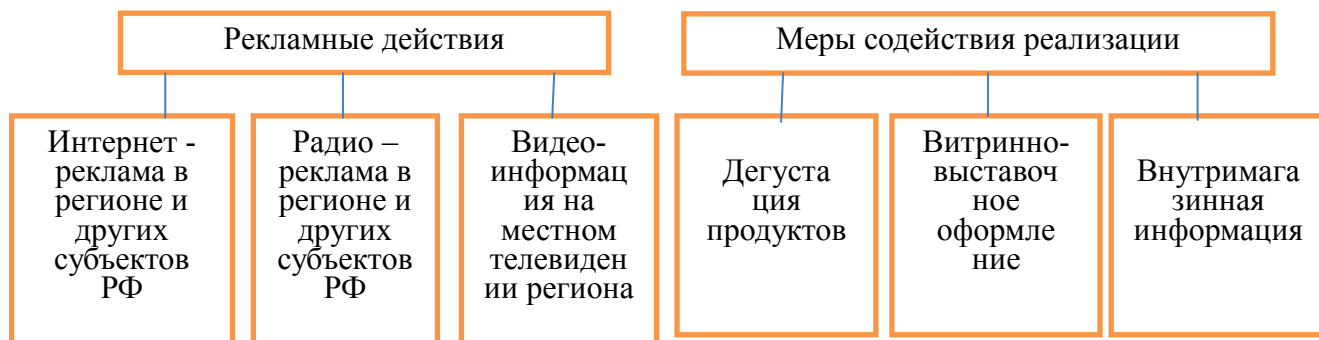 Рекламные действия
Меры содействия реализации
Интернет -
реклама в
регионе и
других
субъектов
РФ
Радио –
реклама в
регионе и
других
субъектов
РФ
Видео-
информац
ия на
местном
телевиден
ии региона
Дегуста
ция
продуктов
Витринно-
выставоч
ное
оформле
ние
Внутримага
зинная
информация